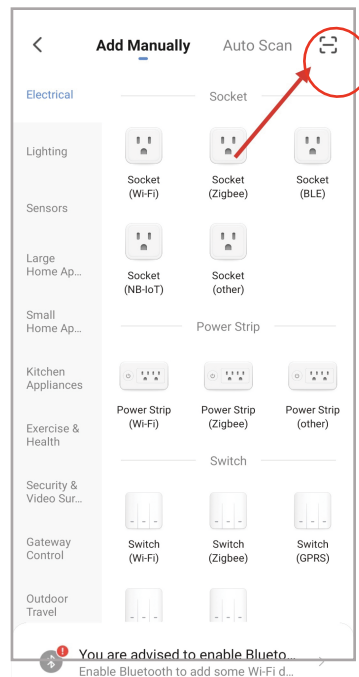 Add Manually
Auto Scan
Electrical
Lighting
Sensors
Large
Home Ap...
Small
Home Ap...
Kitchen
Appliances
Exercise &
Health
Security &
Video Sur...
Gateway
Control
Outdoor
Travel
Socket
Socket
(Wi-Fi)
Socket
(Zigbee)
Socket
(BLE)
Socket
(NB-IoT)
Socket
(other)
Power Strip
Power Strip
(Wi-Fi)
Power Strip
(Zigbee)
Power Strip
(other)
Switch
Switch
(Wi-Fi)
Switch
(Zigbee)
Switch
(GPRS)
You are advised to enable Blueto...
Enable Bluetooth to add some Wi-Fi d...